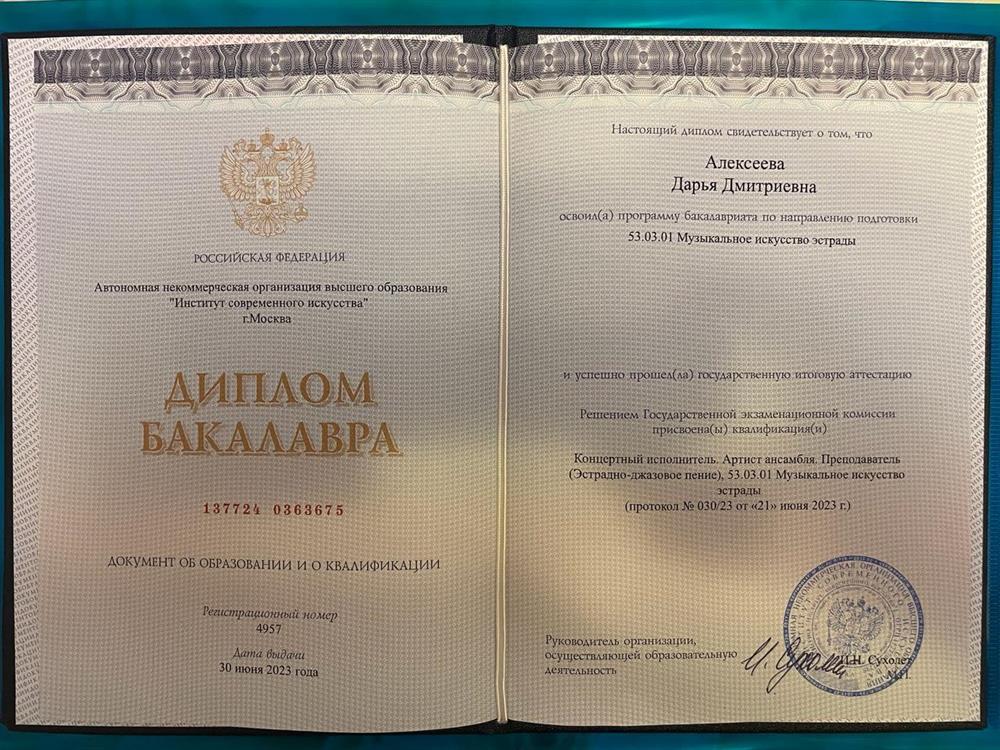 РОССИЙСКАЯ ФЕДЕРАЦИЯ
Автономная некоммерческая организация высшего образования
"Институт современного искусства"
г.Москва
ДИПЛОМ
БАКАЛАВРА
137724 0363675
ДОКУМЕНТ ОБ ОБРАЗОВАНИИ И О КВАЛИФИКАЦИИ
Регистрационный номер
4957
Дата выдачи
30 июня 2023 года
Настоящий диплом свидетельствует о том, что
Алексеева
Дарья Дмитриевна
освоил(а) программу бакалавриата по направлению подготовки
53.03.01 Музыкальное искусство эстрады
и успешно прошел(ла) государственную итоговую аттестацию
Решением Государственной экзаменационной комиссии
присвоена(ы) квалификация(и)
Концертный исполнитель. Артист ансамбля. Преподаватель
(Эстрадно-джазовое пение), 53.03.01 Музыкальное искусство
эстрады
(протокол № 030/23 от «21» июня 2023 г.)
Руководитель организации,
осуществляющей образовательную
деятельность
И.Н. Сухолет
М.П.